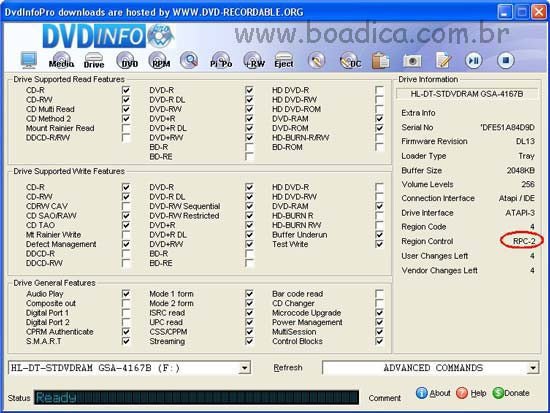 DvdInfoPro downloads are hosted by WWW.DVD-RECORDABLE.ORG
DVDINFO PRO
www.boadica.com.br
Media Drive DVD RPM PiPo +RW Eject DC
Drive Supported Read Features
CD-R DVD-R HD DVD-R
CD-RW DVD-R DL HD DVD-RW
CD Multi Read DVD-RW HD DVD-ROM
CD Method 2 DVD+R DVD-RAM
Mount Rainier Read DVD+R DL DVD-ROM
DDCD-R/RW DVD+RW HD-BURN-R/RW
BD-R BD-ROM
BD-RE
Drive Supported Write Features
CD-R DVD-R HD DVD-R
CD-RW DVD-R DL HD DVD-RW
CDRW CAV DVD-RW Sequential DVD-RAM
CD SAO/RAW DVD-RW Restricted HD-BURN R
CD TAO DVD+R HD-BURN RW
Mt Rainier Write DVD+R DL Buffer Underun
Defect Management DVD+RW Test Write
DDCD-R BD-R
DDCD-RW BD-RE
Drive General Features
Audio Play Mode 1 form Bar code read
Composite out Mode 2 form CD Changer
Digital Port 1 ISRC read Microcode Upgrade
Digital Port 2 UPC read Power Management
CPRM Authenticate CSS/CPPM MultiSession
S.M.A.R.T Streaming Control Blocks
Drive Information
HL-DT-STDVDRAM GSA-4167B
Extra Info
Serial No "DFE51A84D9D
Firmware Revision DL13
Loader Type Tray
Buffer Size 2048KB
Volume Levels 256
Connection Interface Atapi / IDE
Drive Interface ATAPI-3
Region Code 4
Region Control RPC-2
User Changes Left 4
Vendor Changes Left 4
HL-DT-STDVDRAM GSA-4167B (F:) Refresh ADVANCED COMMANDS
Status Ready Comment About Help Donate